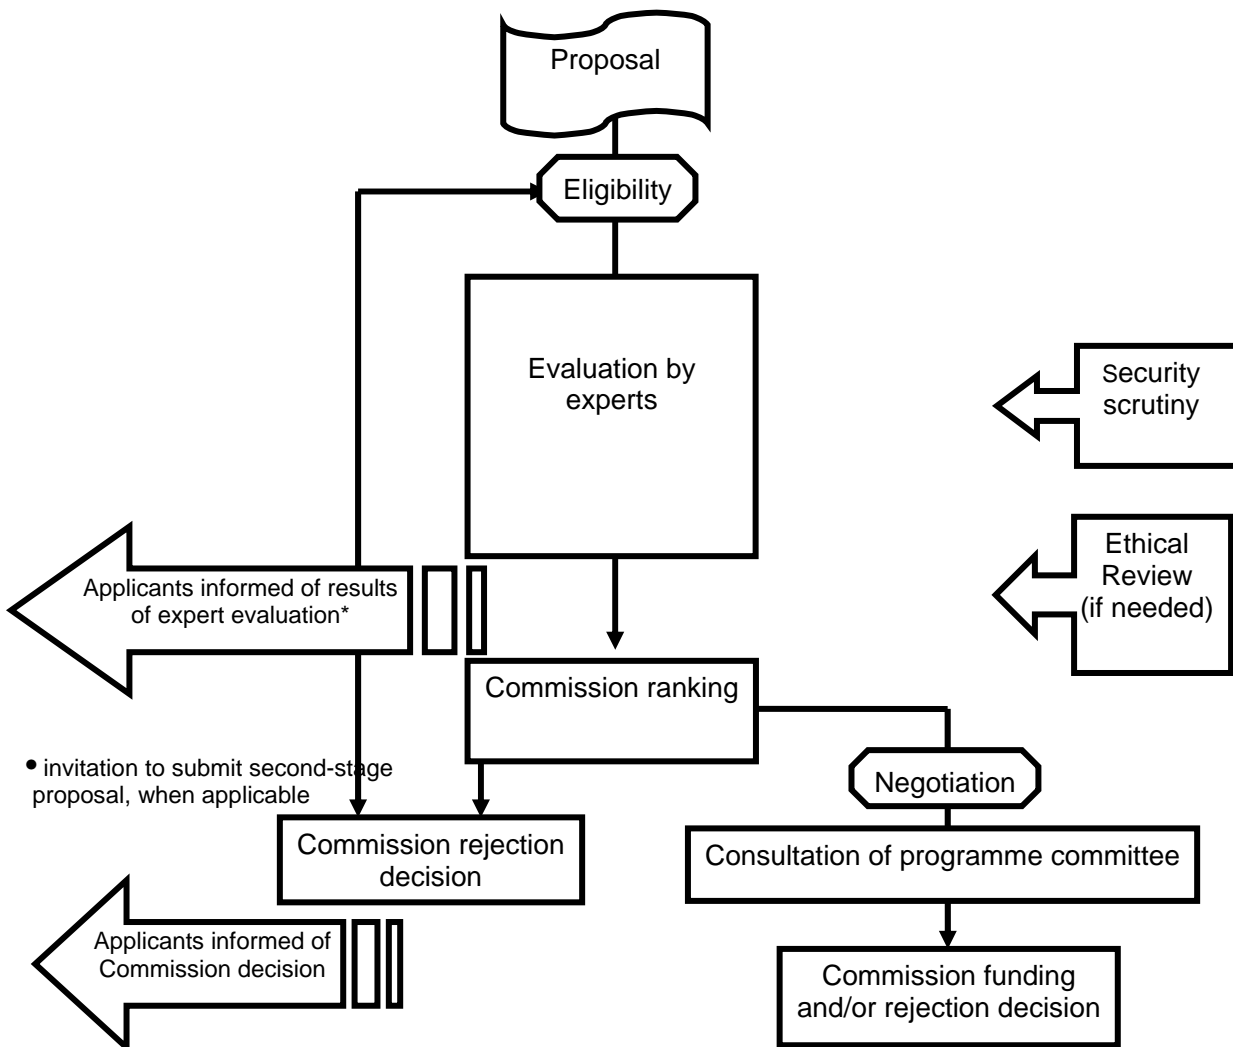 Proposal
Eligibility
Evaluation by
experts
Security
scrutiny
Ethical
Review
(if needed)
Applicants informed of results
of expert evaluation*
Commission ranking
• invitation to submit second-stage
proposal, when applicable
Negotiation
Commission rejection
decision
Consultation of programme committee
Applicants informed of
Commission decision
Commission funding
and/or rejection decision